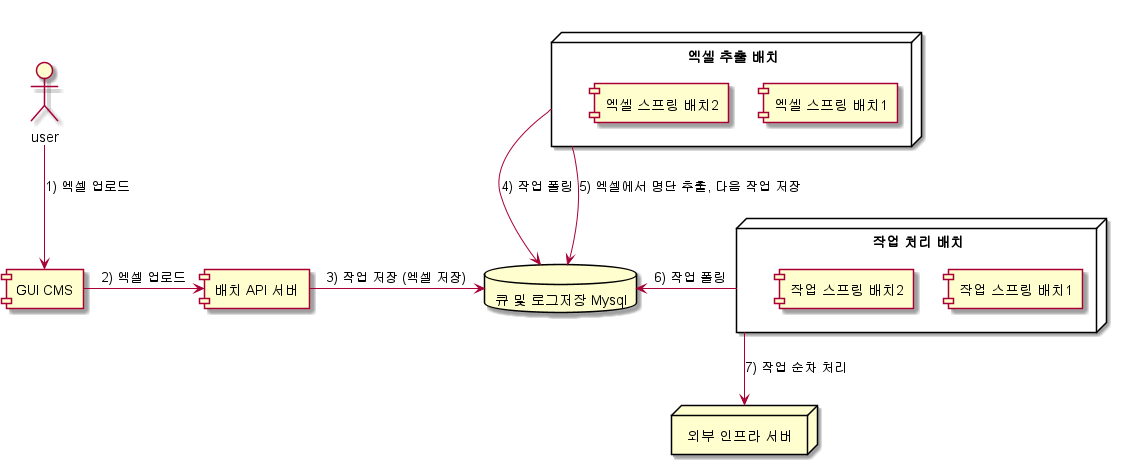 엑셀 추출 배치
엑셀 스프링 배치2
엑셀 스프링 배치1
user
1) 엑셀 업로드
4) 작업 폴링
5) 엑셀에서 명단 추출, 다음 작업 저장
작업 처리 배치
GUI CMS
2) 엑셀 업로드
배치 API 서버
3) 작업 저장 (엑셀 저장)
큐 및 로그저장 Mysql
6) 작업 폴링
작업 스프링 배치2
작업 스프링 배치1
7) 작업 순차 처리
외부 인프라 서버